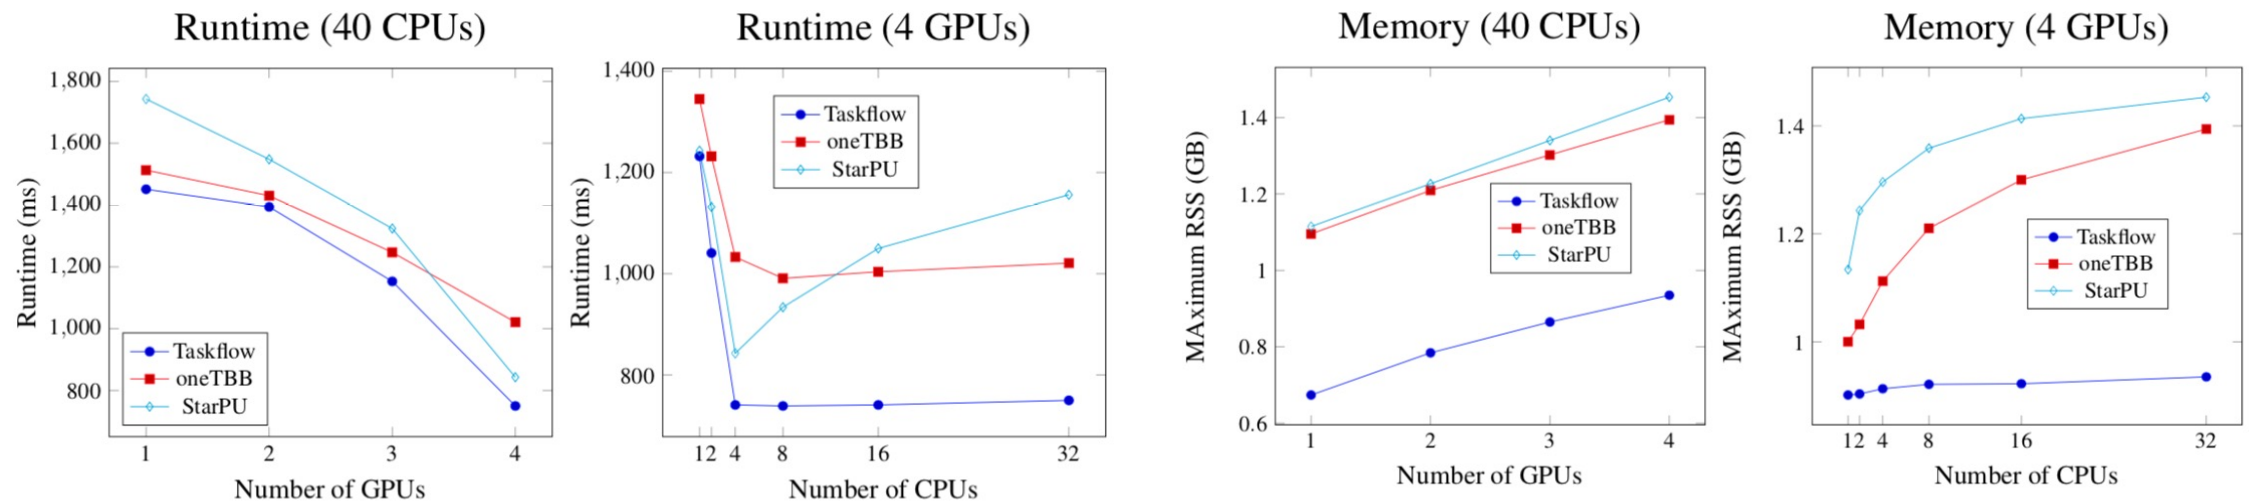 Runtime (40 CPUs)
1,800
1,600
1,400
1,200
1,000
800
Runtime (ms)
Taskflow
oneTBB
StarPU
1 2 3 4
Number of GPUs
Runtime (4 GPUs)
1,400
1,200
1,000
800
Runtime (ms)
Taskflow
oneTBB
StarPU
1 2 4 8 16 32
Number of CPUs
Memory (40 CPUs)
1.4
1.2
1
0.8
0.6
MAximum RSS (GB)
Taskflow
oneTBB
StarPU
1 2 3 4
Number of GPUs
Memory (4 GPUs)
1.4
1.2
1
MAximum RSS (GB)
Taskflow
oneTBB
StarPU
1 2 4 8 16 32
Number of CPUs